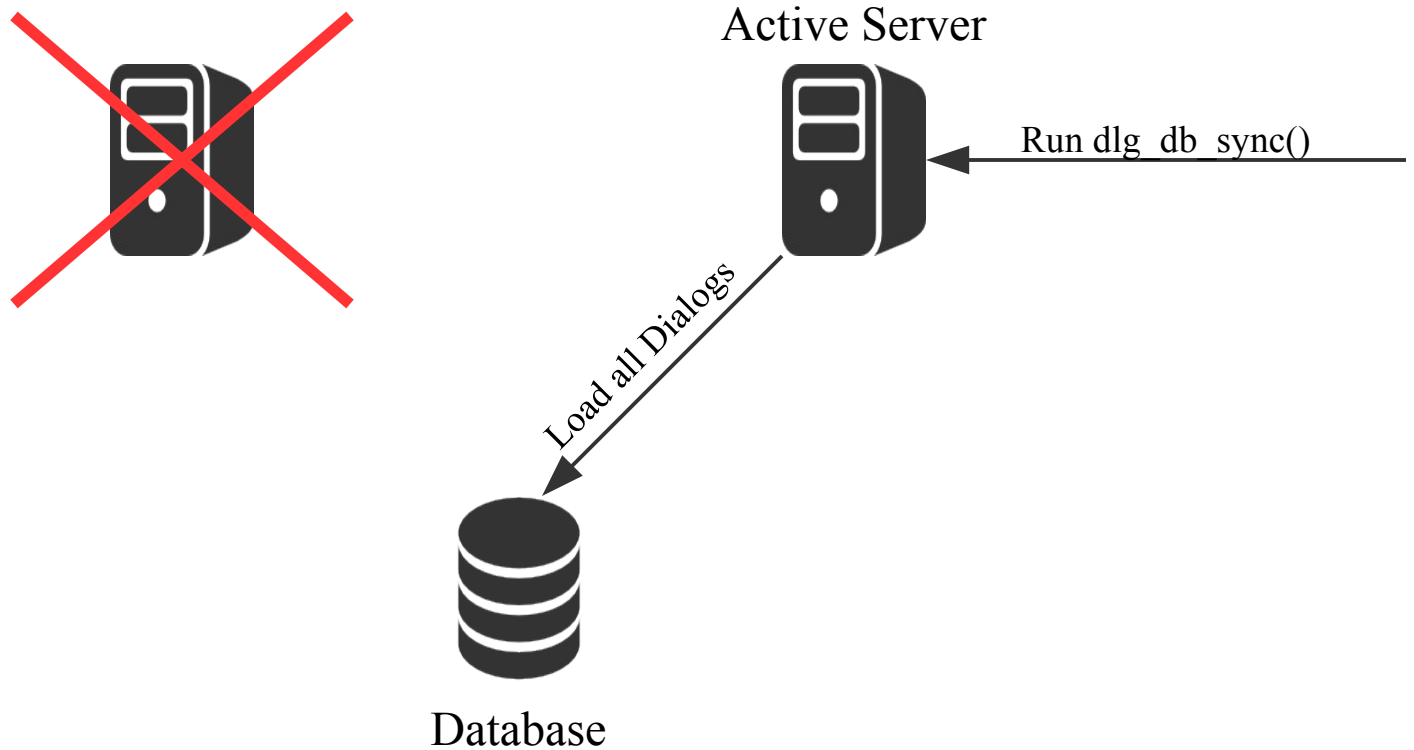 Active Server
Run dlg_db_sync()
Load all Dialogs
Database